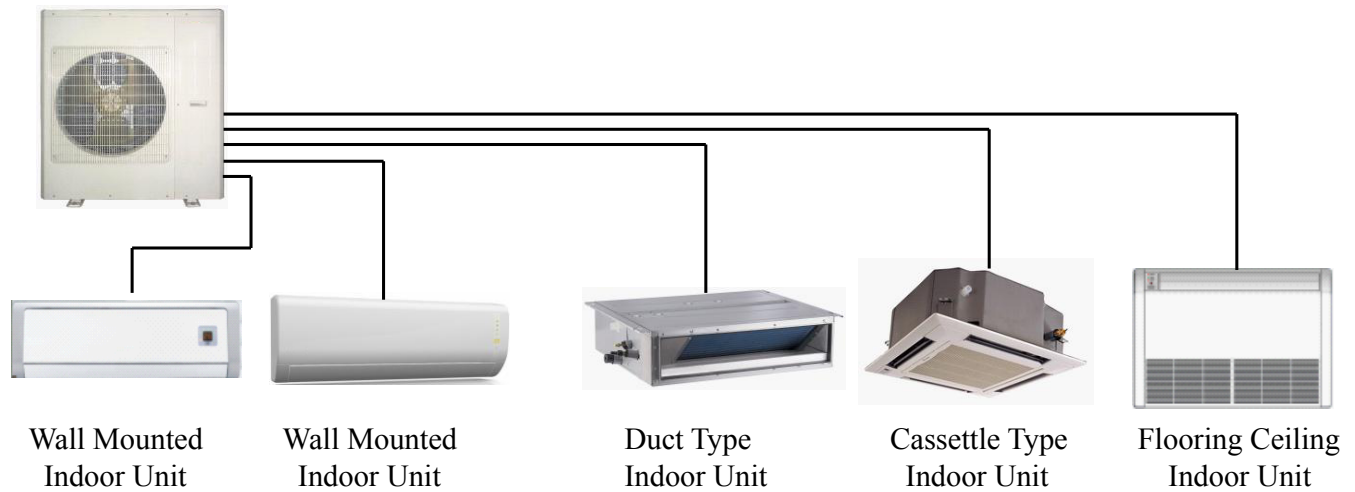 Wall Mounted
Indoor Unit
Wall Mounted
Indoor Unit
Duct Type
Indoor Unit
Cassettle Type
Indoor Unit
Flooring Ceiling
Indoor Unit